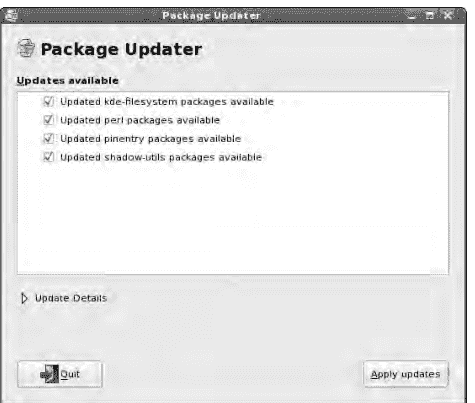 Package Updater
Package Updater
Updates available
Updated kde-filesystem packages available
Updated perl packages available
Updated pinentry packages available
Updated shadow-utils packages available
Update Details
Quit
Apply updates